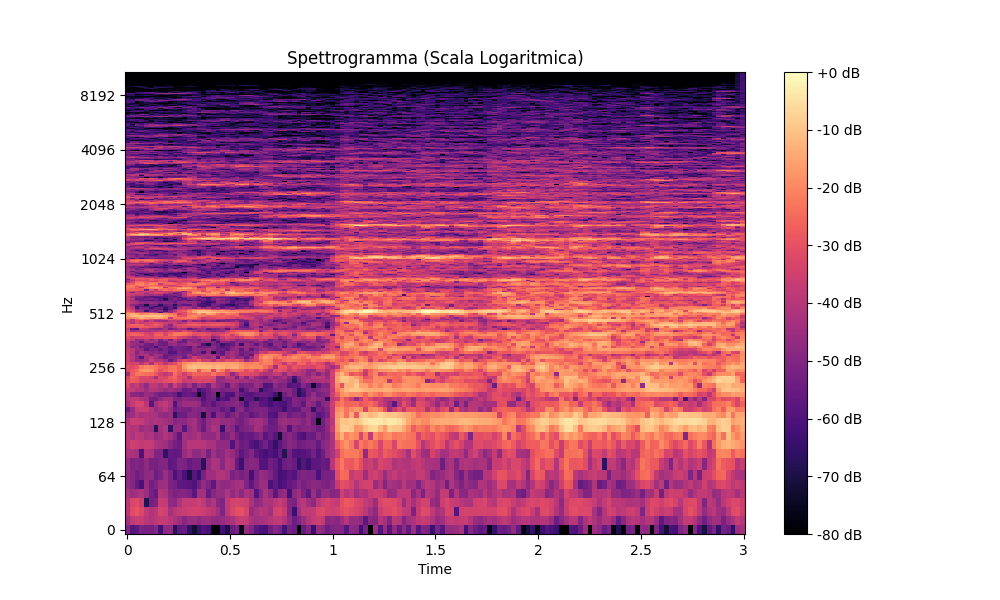 Spettrogramma (Scala Logaritmica)
8192
4096
2048
1024
512
256
128
64
0
Hz
0
0.5
1
1.5
2
2.5
3
Time
+0 dB
-10 dB
-20 dB
-30 dB
-40 dB
-50 dB
-60 dB
-70 dB
-80 dB